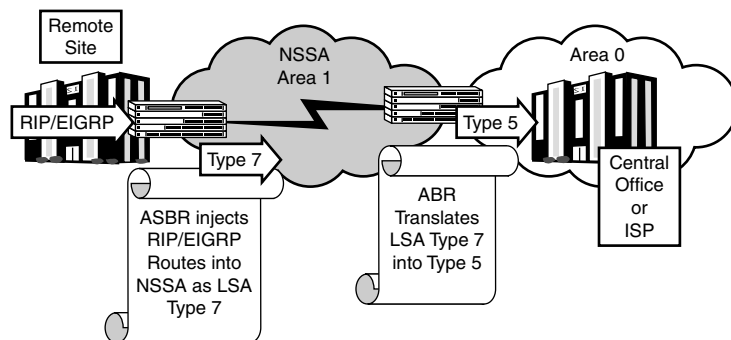 Remote
Site
RIP/EIGRP
NSSA
Area 1
Type 7
Area 0
Type 5
Central
Office
or
ISP
ASBR injects
RIP/EIGRP
Routes into
NSSA as LSA
Type 7
ABR
Translates
LSA Type 7
into Type 5